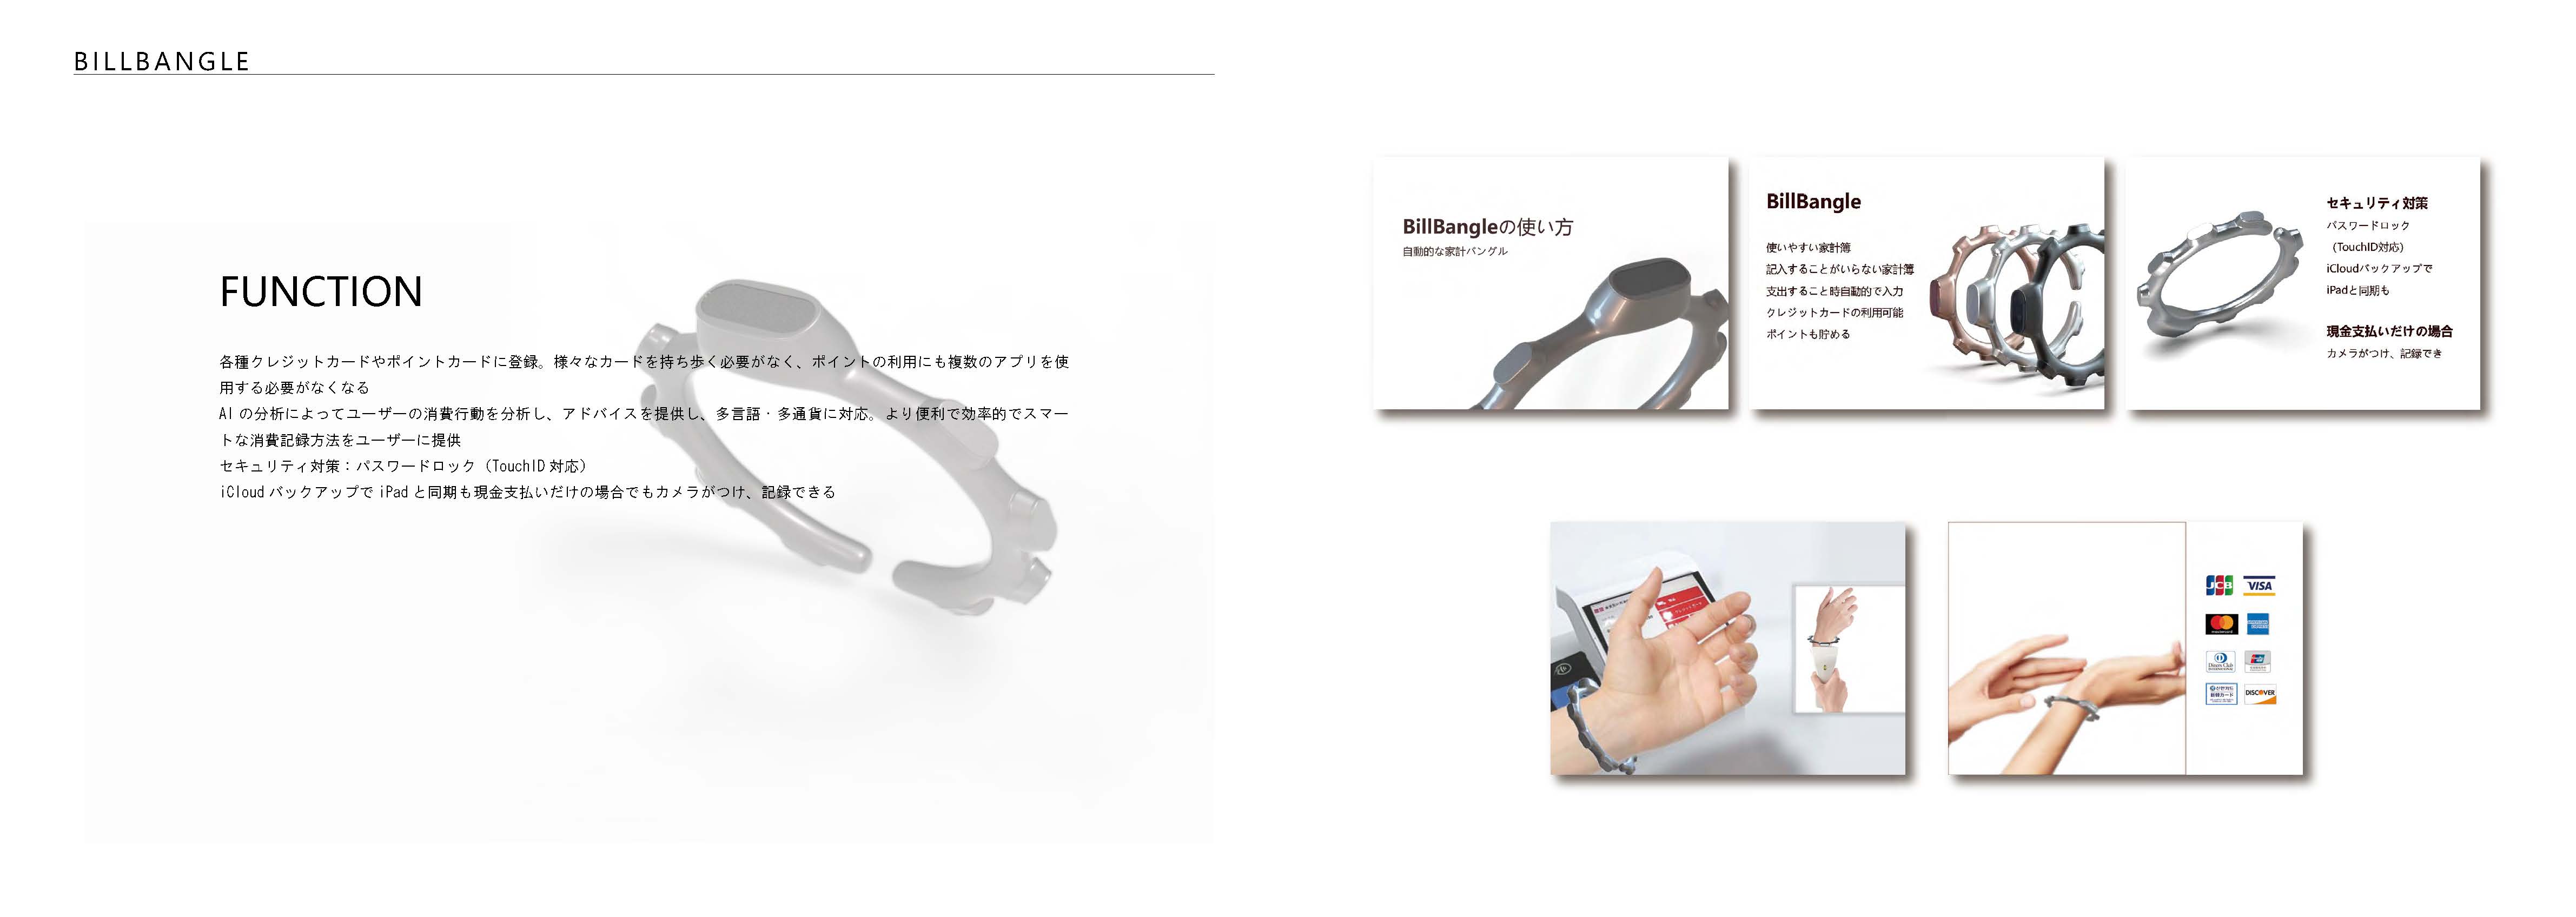 BILLBANGLE
FUNCTION
各種クレジットカードやポイントカードに登録。様々なカードを持ち歩く必要がなく、ポイントの利用にも複数のアプリを使
用する必要がなくなる
AI の分析によってユーザーの消費行動を分析し、アドバイスを提供し、多言語・多通貨に対応。より便利で効率的でスマー
トな消費記録方法をユーザーに提供
セキュリティ対策：パスワードロック（TouchID 対応）
iCloud バックアップで iPad と同期も現金支払いだけの場合でもカメラがつけ、記録できる
BillBangleの使い方
自動的な家計バングル
BillBangle
使いやすい家計簿
記入することがいらない家計簿
支出すること時自動的で入力
クレジットカードの利用可能
ポイントも貯める
セキュリティ対策
パスワードロック
（TouchID対応）
iCloudバックアップで
iPadと同期も
現金支払いだけの場合
カメラがつけ、記録でき
JCB VISA
mastercard
Diners Club
INTERNATIONAL
DISCOVER